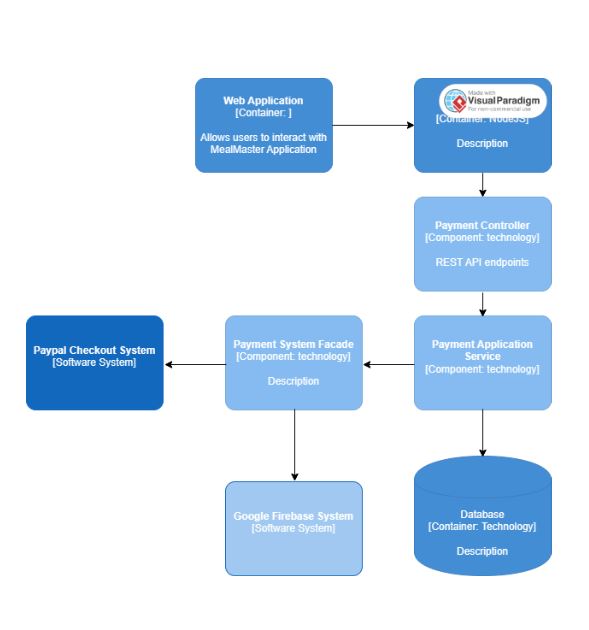 Web Application
[Container: ]
Allows users to interact with
MealMaster Application
Made with
VisualParadigm
For non-commercial use
[Container: NodeJS]
Description
Payment Controller
[Component: technology]
REST API endpoints
Paypal Checkout System
[Software System]
Payment System Facade
[Component: technology]
Description
Payment Application
Service
[Component: technology]
Google Firebase System
[Software System]
Database
[Container: Technology]
Description